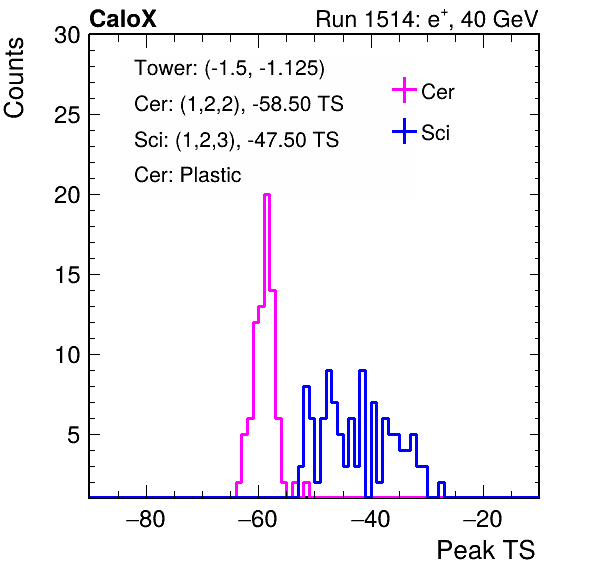 CaloX Run 1514: e⁺, 40 GeV
Counts
30
25
20
15
10
5
Tower: (-1.5, -1.125)
Cer: (1,2,2), -58.50 TS
Sci: (1,2,3), -47.50 TS
Cer: Plastic
Cer
Sci
−80 −60 −40 −20
Peak TS